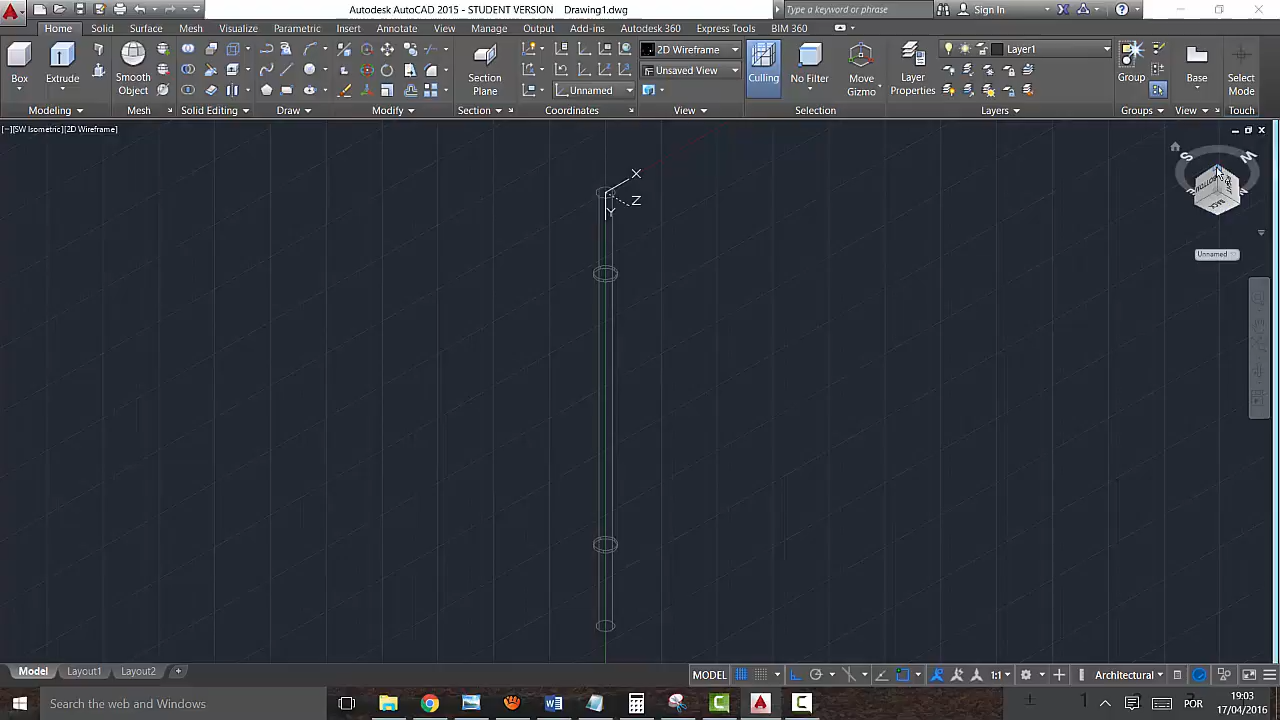 Autodesk AutoCAD 2015 - STUDENT VERSION Drawing1.dwg
Type a keyword or phrase
Sign In
Home Solid Surface Mesh Visualize Parametric Insert Annotate View Manage Output Add-ins Autodesk 360 Express Tools BIM 360
Box
Extrude
Smooth Object
Section Plane
Unnamed
2D Wireframe
Unsaved View
Culling
No Filter
Move Gizmo
Layer Properties
Layer1
Group
Base
Select Mode
Modeling Mesh Solid Editing Draw Modify Section Coordinates View Selection Layers Groups View Touch
[−][SW Isometric][2D Wireframe]
X
Z
Y
S
BOTTOM
BACK
Unnamed
Model Layout1 Layout2 +
MODEL 1:1 Architectural
Search the web and Windows
POR
19:03
17/04/2016